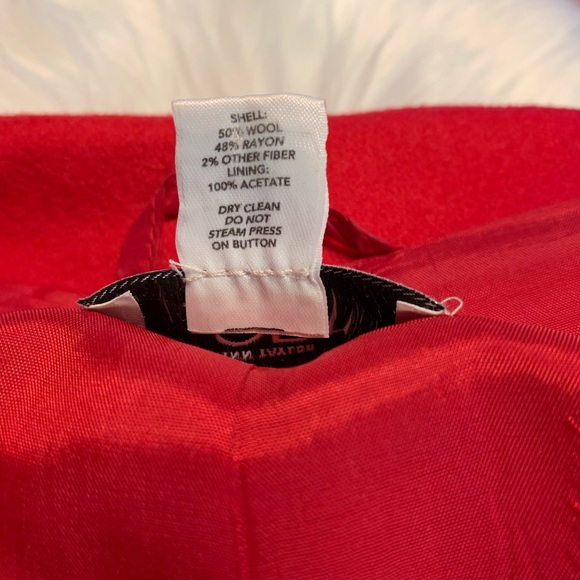 SHELL:
50% WOOL
48% RAYON
2% OTHER FIBER
LINING:
100% ACETATE
DRY CLEAN
DO NOT
STEAM PRESS
ON BUTTON
TAYLOR